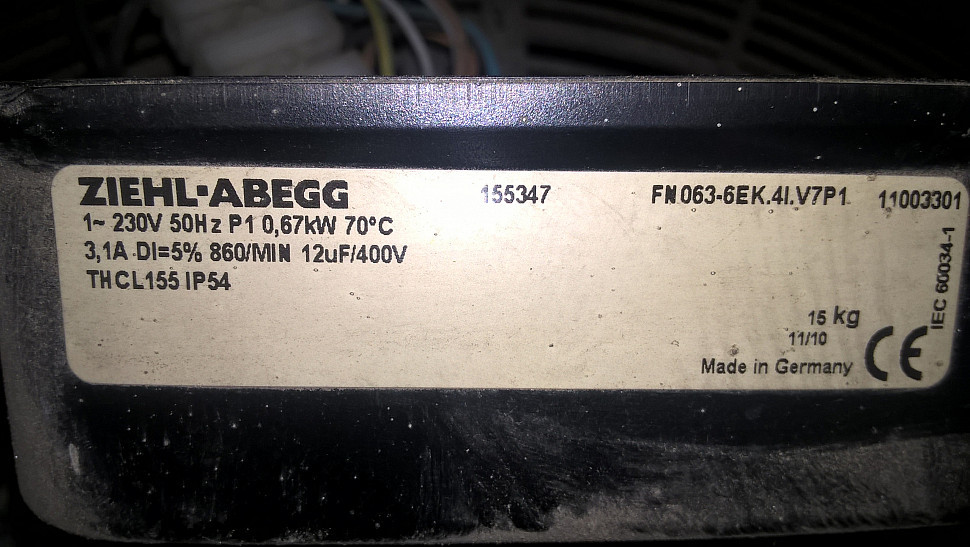 ZIEHL-ABEGG 155347 FN063-6EK.4I.V7P1 11003301
1~ 230V 50Hz P1 0,67kW 70°C
3,1A DI=5% 860/MIN 12uF/400V
THCL155 IP54
IEC 60034-1
15 kg
11/10
Made in Germany CE